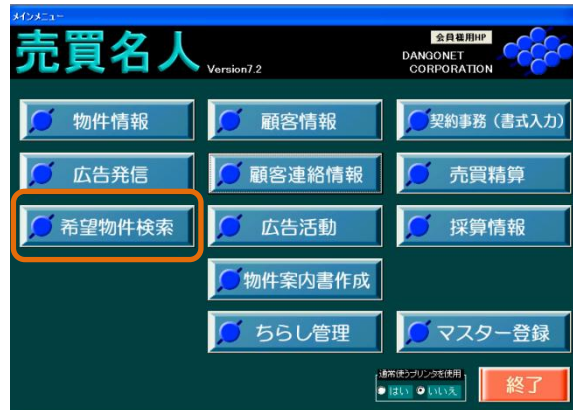 メインメニュー
売買名人
Version7.2
会員様用HP
DANGONET
CORPORATION
物件情報
顧客情報
契約事務（書式入力）
広告発信
顧客連絡情報
売買精算
希望物件検索
広告活動
採算情報
物件案内書作成
ちらし管理
マスター登録
通常使うプリンタを使用
はい いいえ
終了